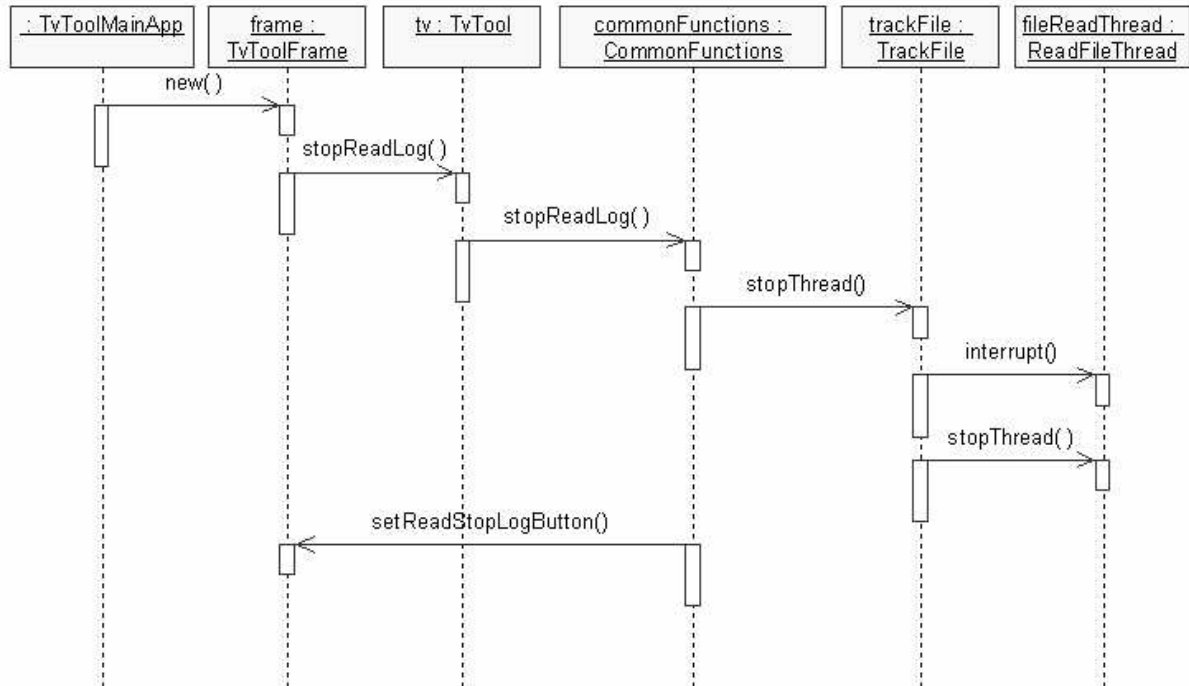 : TvToolMainApp
frame :
TvToolFrame
tv : TvTool
commonFunctions :
CommonFunctions
trackFile :
TrackFile
fileReadThread :
ReadFileThread
new( )
stopReadLog( )
stopReadLog( )
stopThread()
interrupt()
stopThread( )
setReadStopLogButton()